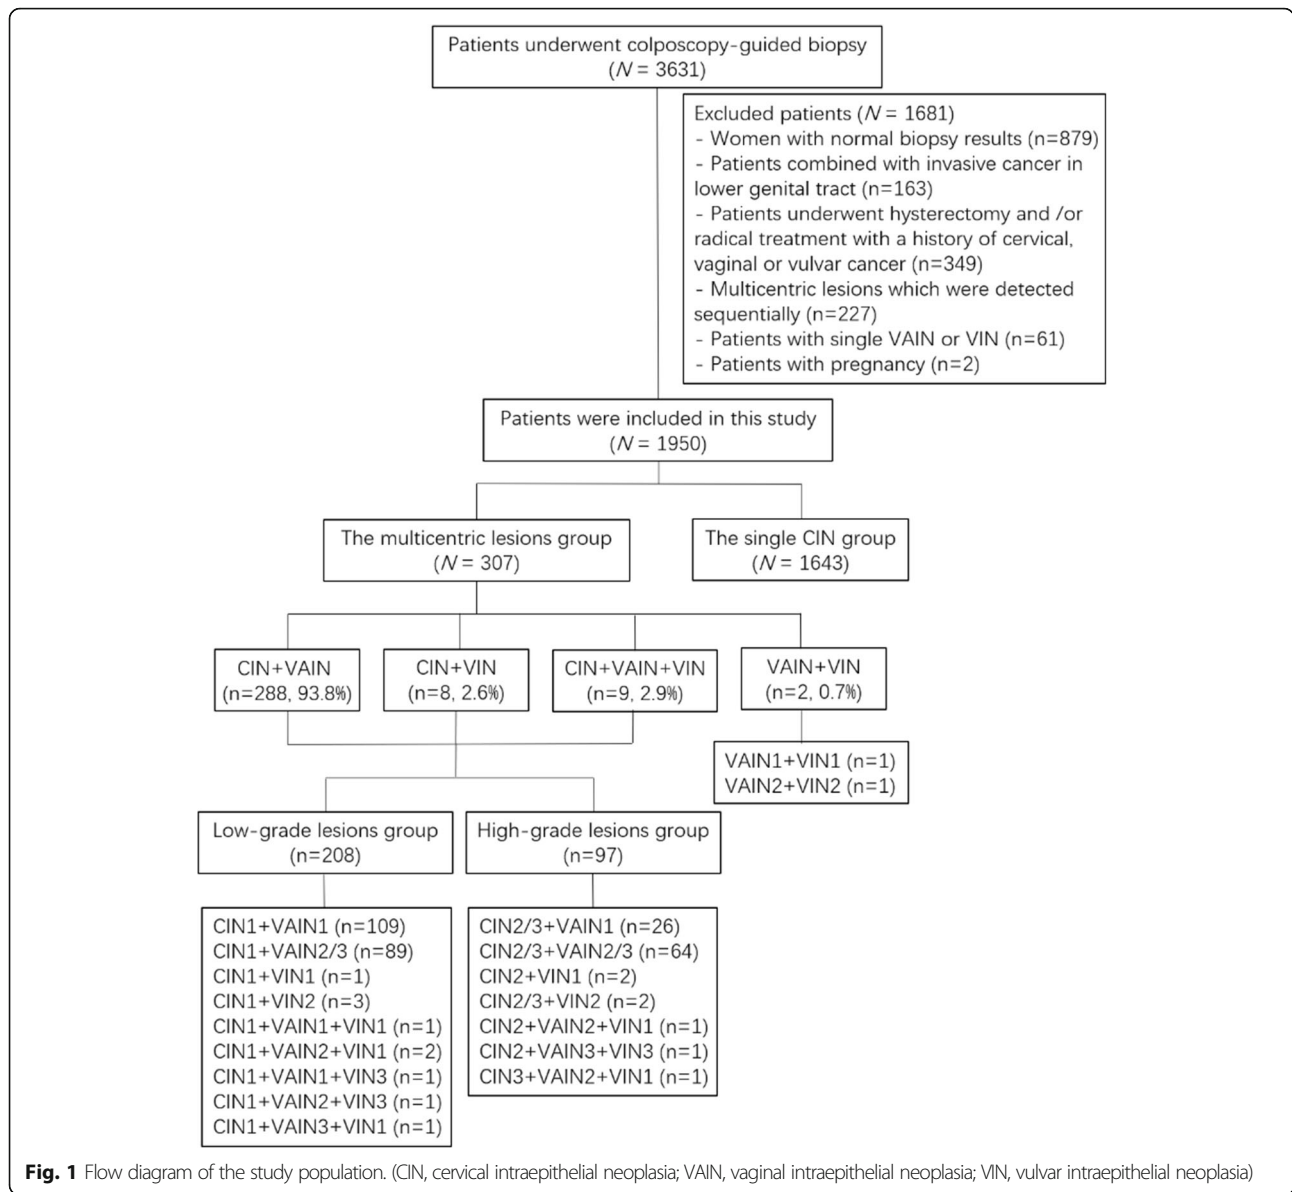 Patients underwent colposcopy-guided biopsy
(N = 3631)
Excluded patients (N = 1681)
- Women with normal biopsy results (n=879)
- Patients combined with invasive cancer in
lower genital tract (n=163)
- Patients underwent hysterectomy and /or
radical treatment with a history of cervical,
vaginal or vulvar cancer (n=349)
- Multicentric lesions which were detected
sequentially (n=227)
- Patients with single VAIN or VIN (n=61)
- Patients with pregnancy (n=2)
Patients were included in this study
(N = 1950)
The multicentric lesions group
(N = 307)
The single CIN group
(N = 1643)
CIN+VAIN
(n=288, 93.8%)
CIN+VIN
(n=8, 2.6%)
CIN+VAIN+VIN
(n=9, 2.9%)
VAIN+VIN
(n=2, 0.7%)
VAIN1+VIN1 (n=1)
VAIN2+VIN2 (n=1)
Low-grade lesions group
(n=208)
High-grade lesions group
(n=97)
CIN1+VAIN1 (n=109)
CIN1+VAIN2/3 (n=89)
CIN1+VIN1 (n=1)
CIN1+VIN2 (n=3)
CIN1+VAIN1+VIN1 (n=1)
CIN1+VAIN2+VIN1 (n=2)
CIN1+VAIN1+VIN3 (n=1)
CIN1+VAIN2+VIN3 (n=1)
CIN1+VAIN3+VIN1 (n=1)
CIN2/3+VAIN1 (n=26)
CIN2/3+VAIN2/3 (n=64)
CIN2+VIN1 (n=2)
CIN2/3+VIN2 (n=2)
CIN2+VAIN2+VIN1 (n=1)
CIN2+VAIN3+VIN3 (n=1)
CIN3+VAIN2+VIN1 (n=1)
Fig. 1 Flow diagram of the study population. (CIN, cervical intraepithelial neoplasia; VAIN, vaginal intraepithelial neoplasia; VIN, vulvar intraepithelial neoplasia)